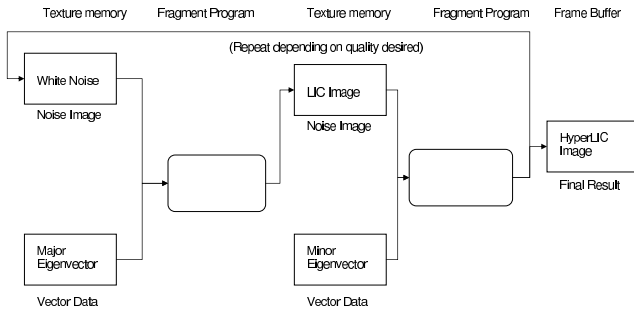 Texture memory Fragment Program Texture memory Fragment Program Frame Buffer
(Repeat depending on quality desired)
White Noise
Noise Image
LIC Image
Noise Image
HyperLIC
Image
Final Result
Major
Eigenvector
Vector Data
Minor
Eigenvector
Vector Data